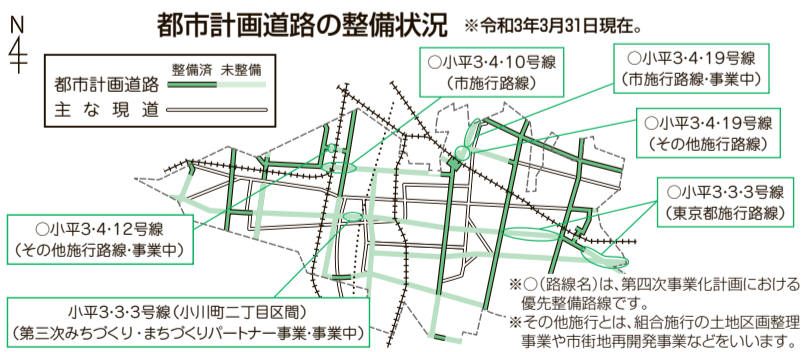 都市計画道路の整備状況 ※令和3年3月31日現在。
N
整備済 未整備
都市計画道路
主な現道
○小平3・4・10号線
(市施行路線)
○小平3・4・19号線
(市施行路線・事業中)
○小平3・4・19号線
(その他施行路線)
○小平3・3・3号線
(東京都施行路線)
○小平3・4・12号線
(その他施行路線・事業中)
小平3・3・3号線(小川町二丁目区間)
(第三次みちづくり・まちづくりパートナー事業・事業中)
※○(路線名)は、第四次事業化計画における
優先整備路線です。
※その他施行とは、組合施行の土地区画整理
事業や市街地再開発事業などをいいます。